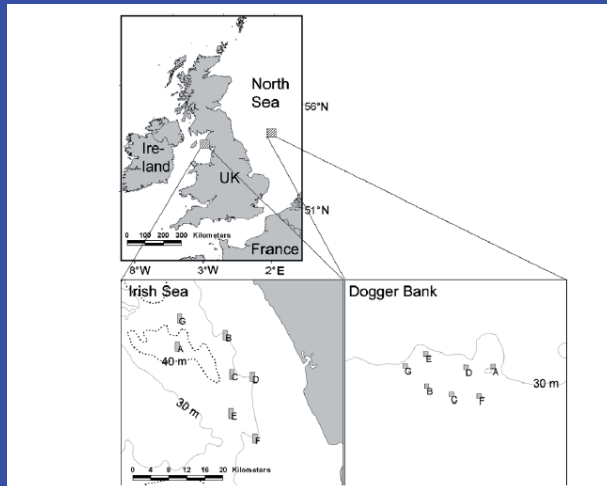 North
Sea
56°N
Ire-
land
UK
51°N
0 100 200 300 Kilometers
France
8°W 3°W 2°E
Irish Sea
G
B
A
40 m
C
D
30 m
E
F
0 4 8 12 16 20 Kilometers
Dogger Bank
E
G
D
A
30 m
B
C
F